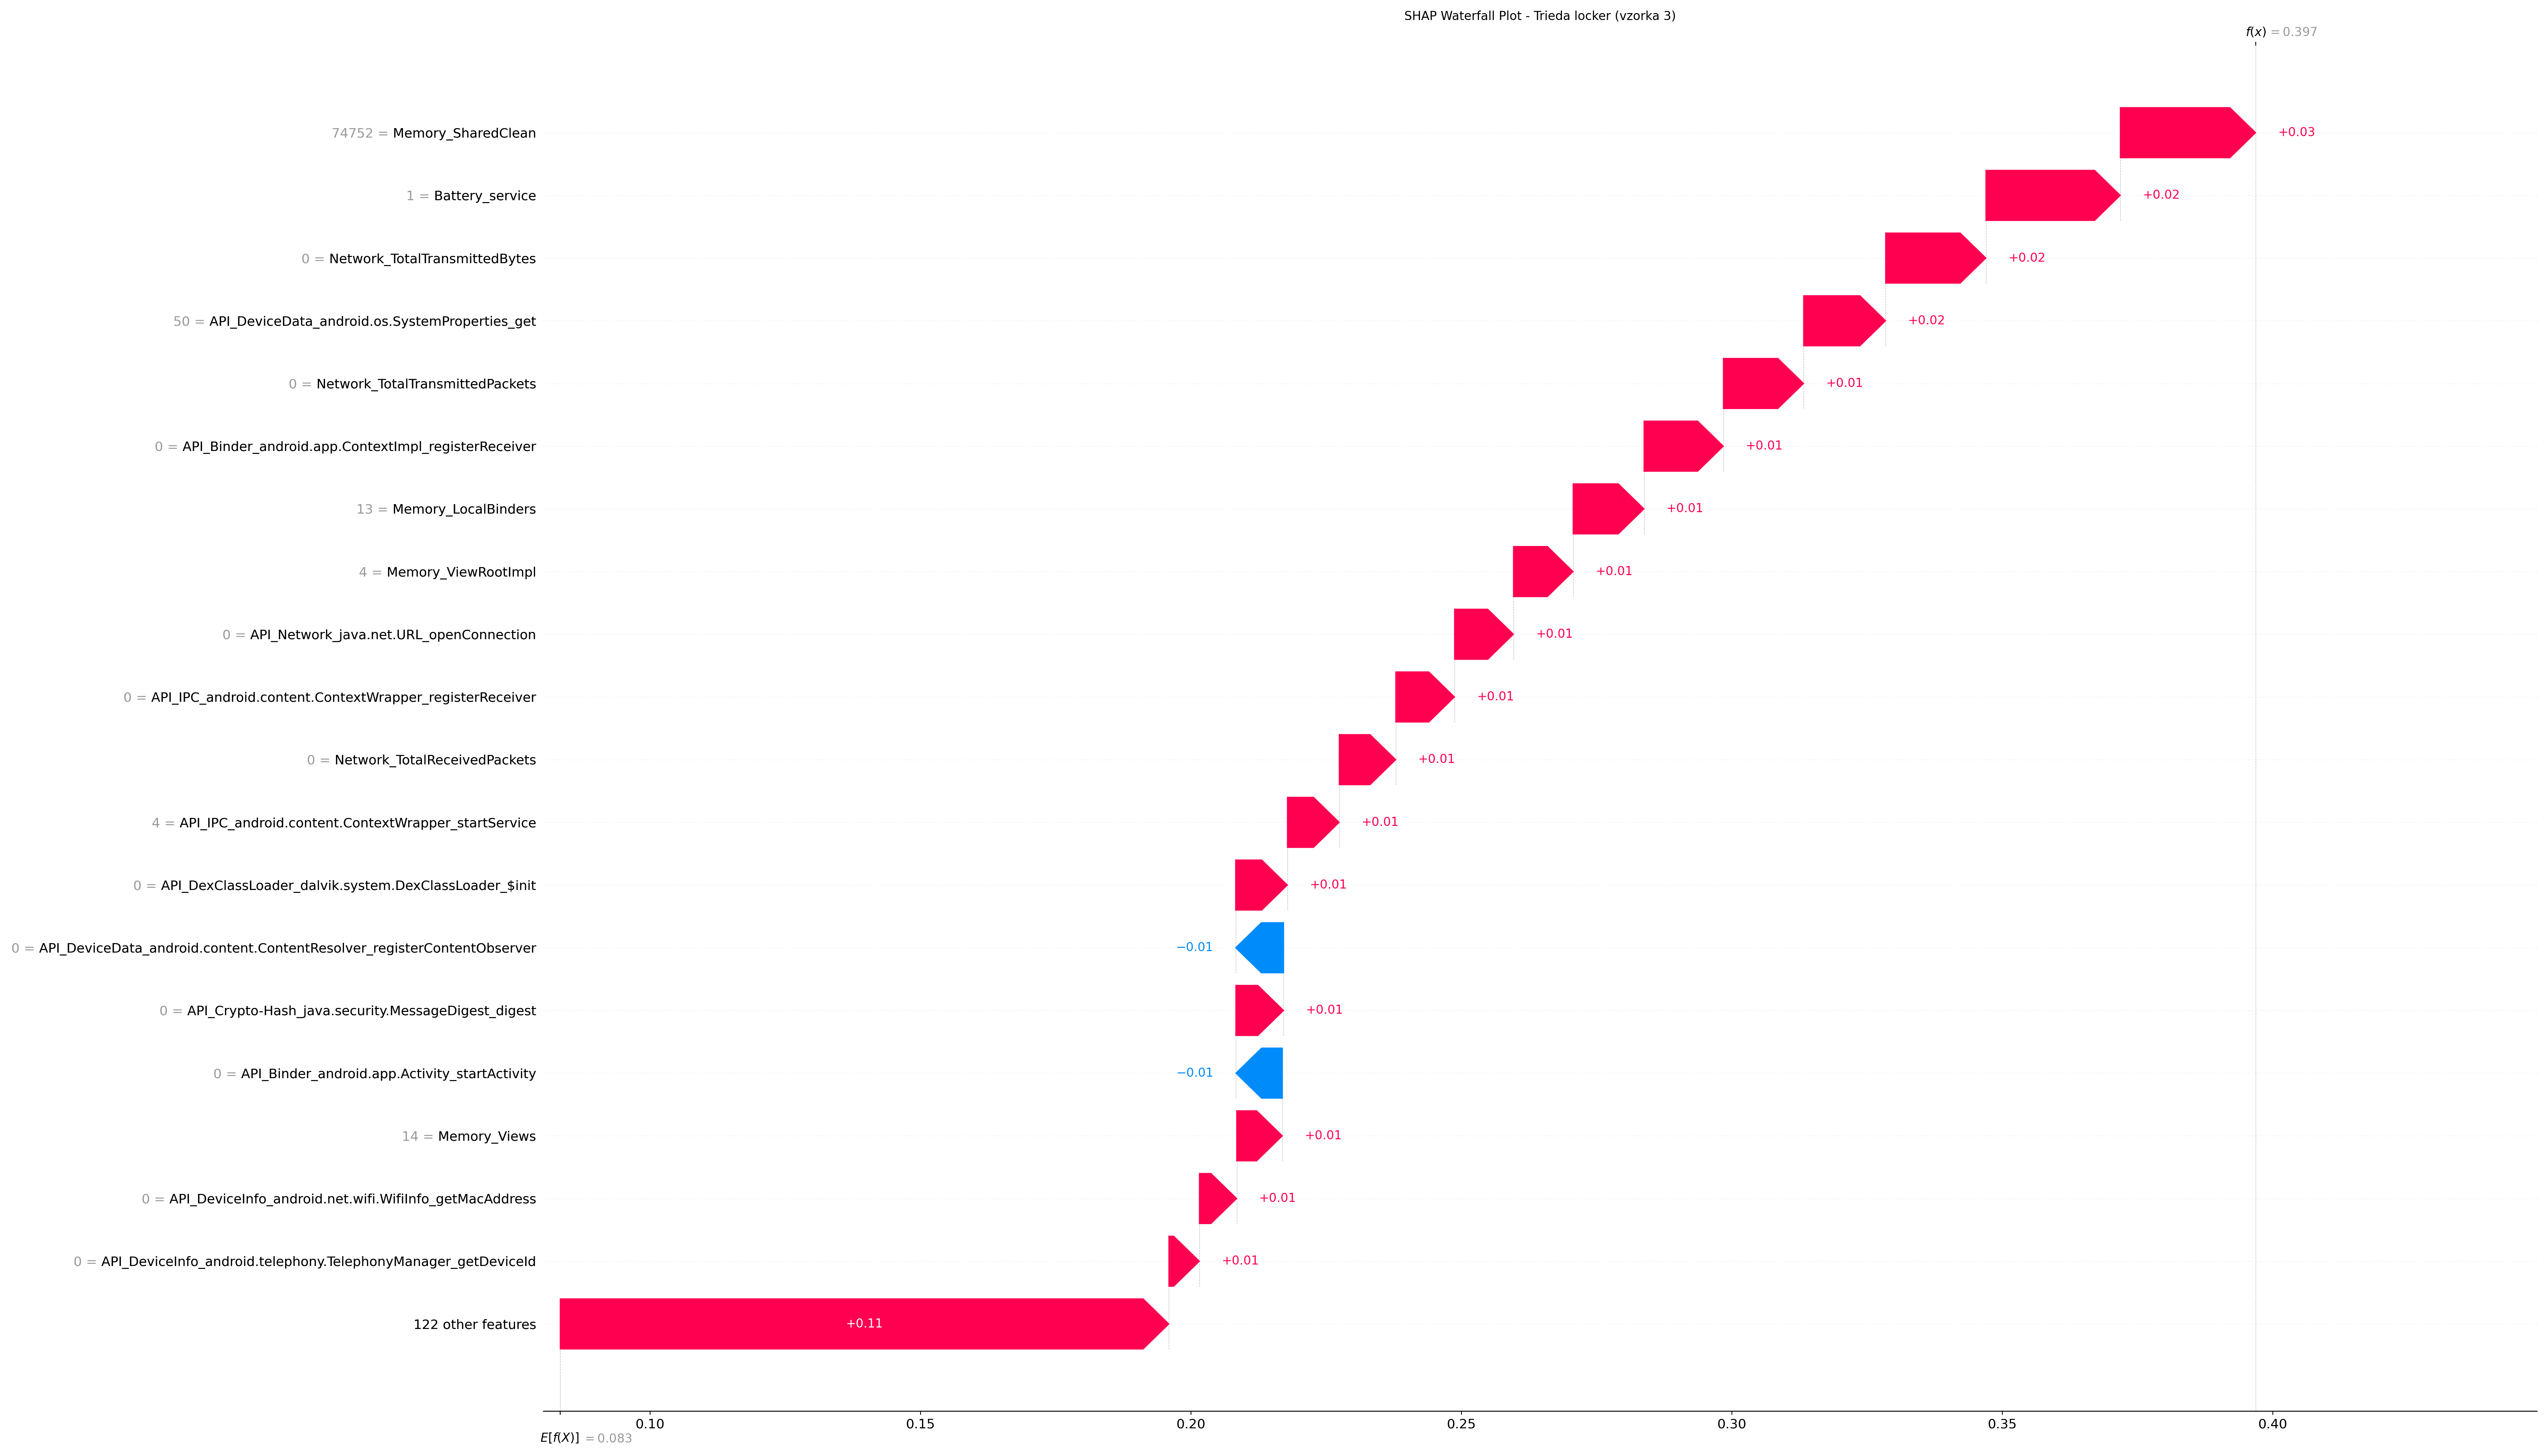 SHAP Waterfall Plot - Trieda locker (vzorka 3)
f(x) = 0.397
74752 = Memory_SharedClean +0.03
1 = Battery_service +0.02
0 = Network_TotalTransmittedBytes +0.02
50 = API_DeviceData_android.os.SystemProperties_get +0.02
0 = Network_TotalTransmittedPackets +0.01
0 = API_Binder_android.app.ContextImpl_registerReceiver +0.01
13 = Memory_LocalBinders +0.01
4 = Memory_ViewRootImpl +0.01
0 = API_Network_java.net.URL_openConnection +0.01
0 = API_IPC_android.content.ContextWrapper_registerReceiver +0.01
0 = Network_TotalReceivedPackets +0.01
4 = API_IPC_android.content.ContextWrapper_startService +0.01
0 = API_DexClassLoader_dalvik.system.DexClassLoader_$init +0.01
0 = API_DeviceData_android.content.ContentResolver_registerContentObserver −0.01
0 = API_Crypto-Hash_java.security.MessageDigest_digest +0.01
0 = API_Binder_android.app.Activity_startActivity −0.01
14 = Memory_Views +0.01
0 = API_DeviceInfo_android.net.wifi.WifiInfo_getMacAddress +0.01
0 = API_DeviceInfo_android.telephony.TelephonyManager_getDeviceId +0.01
122 other features +0.11
0.10 0.15 0.20 0.25 0.30 0.35 0.40
E[f(X)] = 0.083